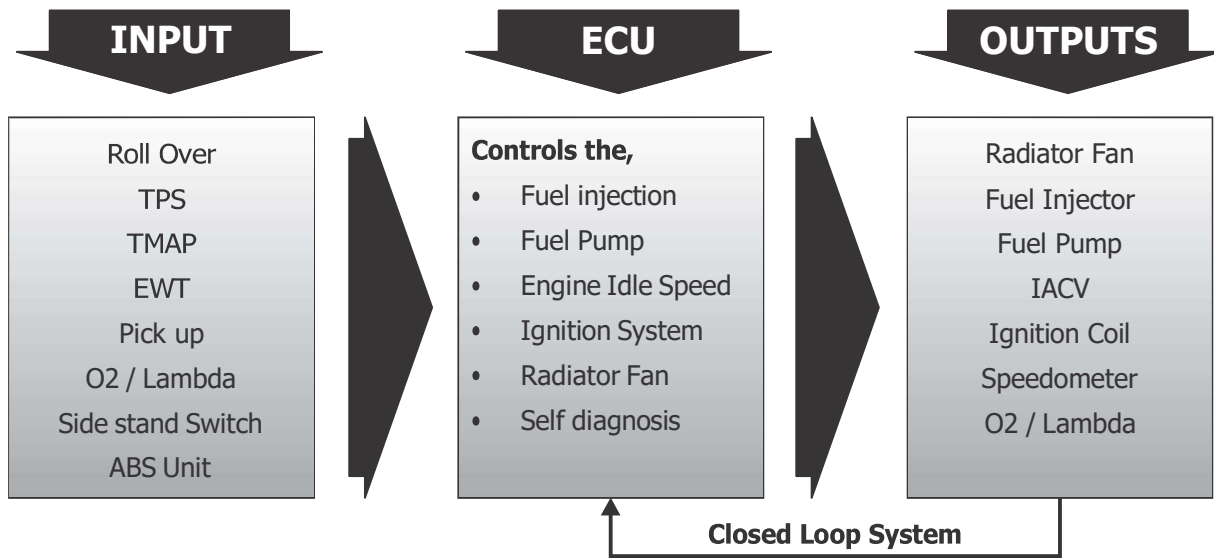 INPUT
Roll Over
TPS
TMAP
EWT
Pick up
O2 / Lambda
Side stand Switch
ABS Unit
ECU
Controls the,
• Fuel injection
• Fuel Pump
• Engine Idle Speed
• Ignition System
• Radiator Fan
• Self diagnosis
OUTPUTS
Radiator Fan
Fuel Injector
Fuel Pump
IACV
Ignition Coil
Speedometer
O2 / Lambda
Closed Loop System